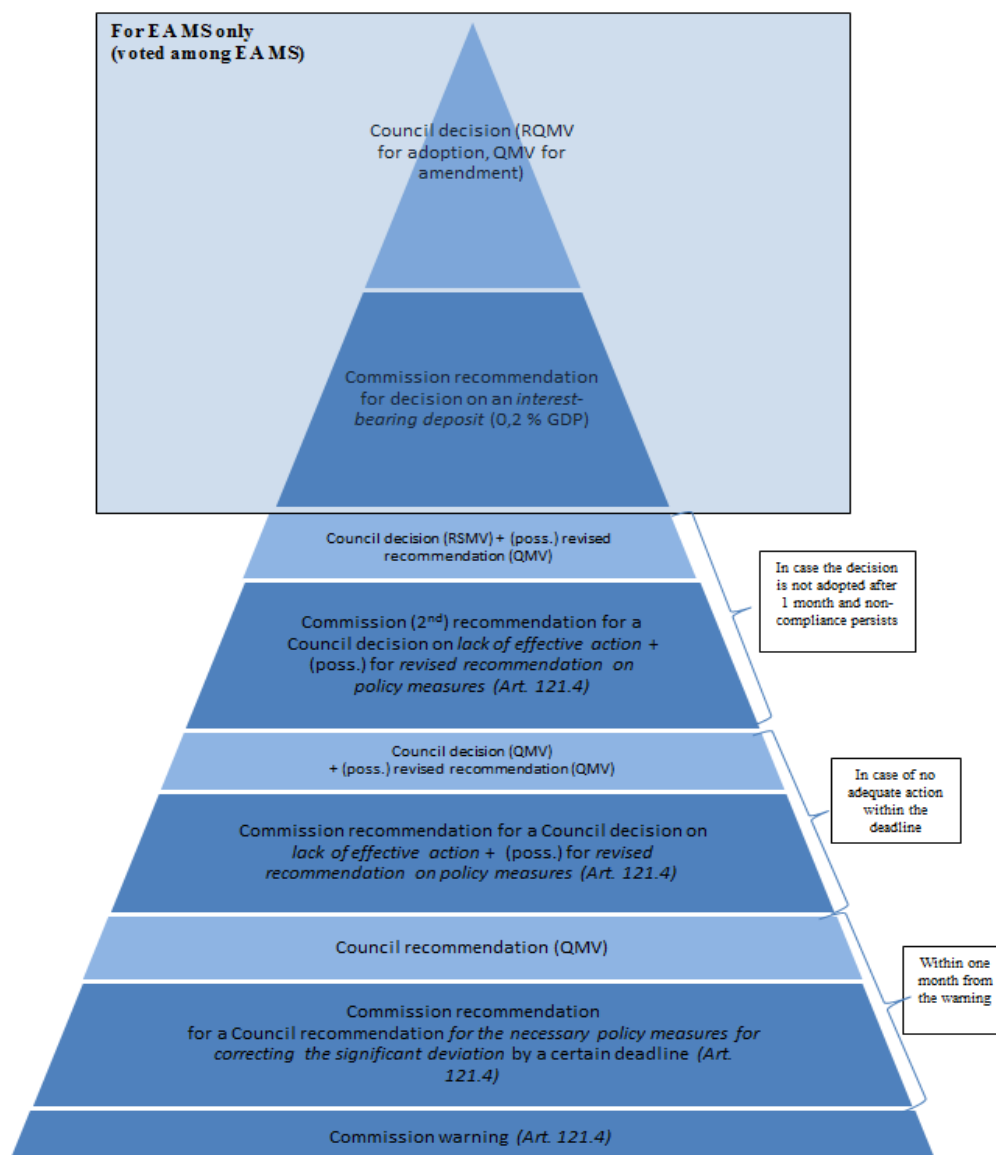 For EAMS only
(voted among EAMS)
Council decision (RQMV
for adoption, QMV for
amendment)
Commission recommendation
for decision on an interest-
bearing deposit (0,2 % GDP)
Council decision (RSMV) + (poss.) revised
recommendation (QMV)
In case the decision
is not adopted after
1 month and non-
compliance persists
Commission (2nd) recommendation for a
Council decision on lack of effective action +
(poss.) for revised recommendation on
policy measures (Art. 121.4)
Council decision (QMV)
+ (poss.) revised recommendation (QMV)
In case of no
adequate action
within the
deadline
Commission recommendation for a Council decision on
lack of effective action + (poss.) for revised
recommendation on policy measures (Art. 121.4)
Council recommendation (QMV)
Within one
month from
the warning
Commission recommendation
for a Council recommendation for the necessary policy measures for
correcting the significant deviation by a certain deadline (Art.
121.4)
Commission warning (Art. 121.4)